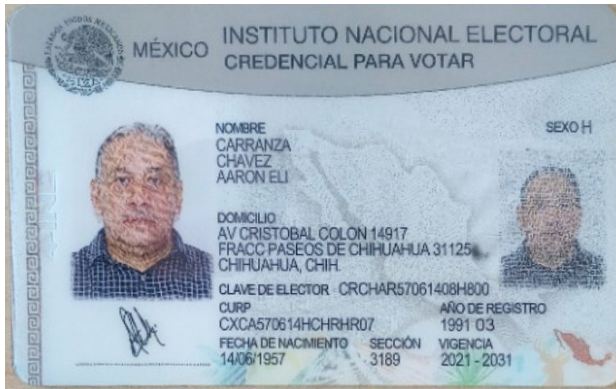 MÉXICO
INSTITUTO NACIONAL ELECTORAL
CREDENCIAL PARA VOTAR
NOMBRE
CARRANZA
CHAVEZ
AARON ELI
SEXO H
DOMICILIO
AV CRISTOBAL COLON 14917
FRACC PASEOS DE CHIHUAHUA 31125
CHIHUAHUA, CHIH.
CLAVE DE ELECTOR CRCHAR57061408H800
CURP
CXCA570614HCHRHR07
AÑO DE REGISTRO
1991 03
FECHA DE NACIMIENTO
14/06/1957
SECCIÓN
3189
VIGENCIA
2021 - 2031